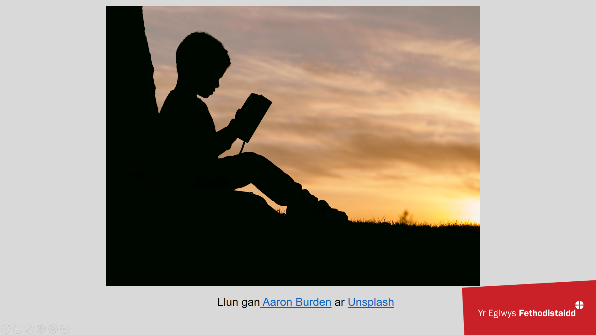 Llun gan Aaron Burden ar Unsplash
Yr Eglwys Fethodistaidd